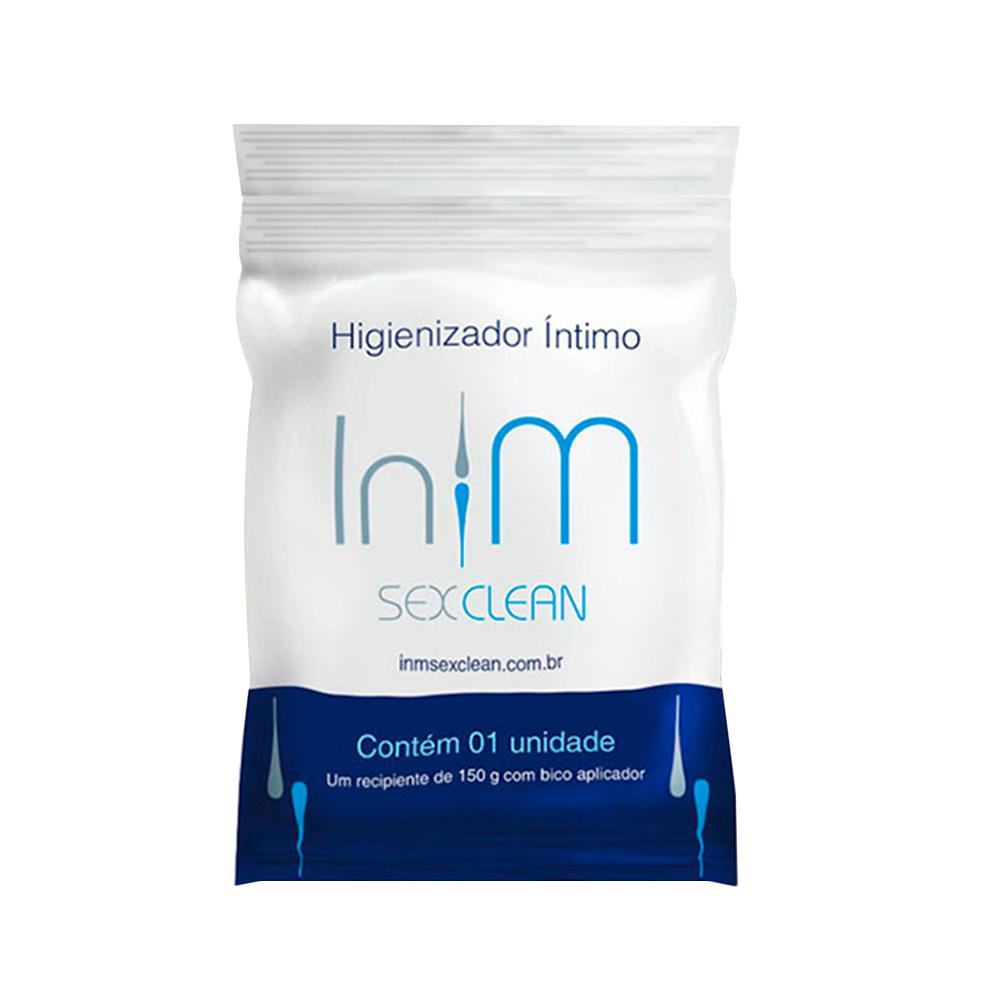 Higienizador Íntimo
InM
SEXCLEAN
inmsexclean.com.br
Contém 01 unidade
Um recipiente de 150 g com bico aplicador